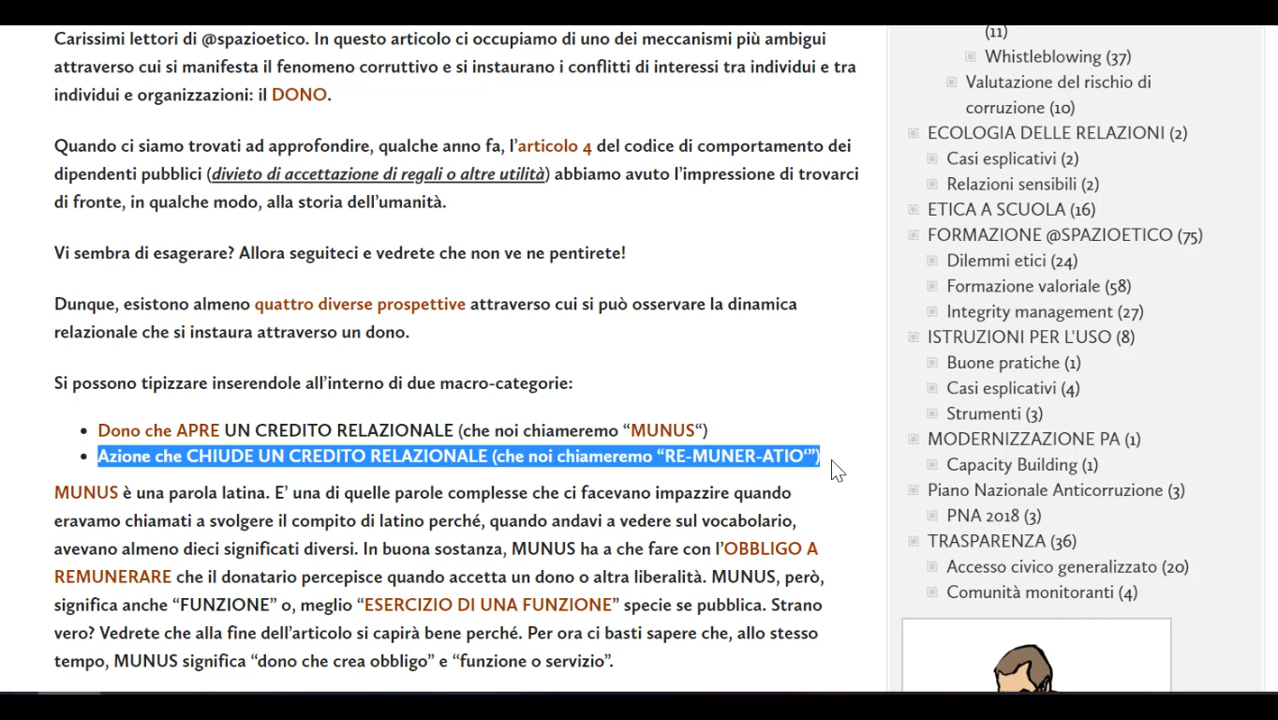 Carissimi lettori di @spazioetico. In questo articolo ci occupiamo di uno dei meccanismi più ambigui
attraverso cui si manifesta il fenomeno corruttivo e si instaurano i conflitti di interessi tra individui e tra
individui e organizzazioni: il DONO.
Quando ci siamo trovati ad approfondire, qualche anno fa, l’articolo 4 del codice di comportamento dei
dipendenti pubblici (divieto di accettazione di regali o altre utilità) abbiamo avuto l’impressione di trovarci
di fronte, in qualche modo, alla storia dell’umanità.
Vi sembra di esagerare? Allora seguiteci e vedrete che non ve ne pentirete!
Dunque, esistono almeno quattro diverse prospettive attraverso cui si può osservare la dinamica
relazionale che si instaura attraverso un dono.
Si possono tipizzare inserendole all’interno di due macro-categorie:
• Dono che APRE UN CREDITO RELAZIONALE (che noi chiameremo “MUNUS“)
• Azione che CHIUDE UN CREDITO RELAZIONALE (che noi chiameremo “RE-MUNER-ATIO‘”)
MUNUS è una parola latina. E’ una di quelle parole complesse che ci facevano impazzire quando
eravamo chiamati a svolgere il compito di latino perché, quando andavi a vedere sul vocabolario,
avevano almeno dieci significati diversi. In buona sostanza, MUNUS ha a che fare con l’OBBLIGO A
REMUNERARE che il donatario percepisce quando accetta un dono o altra liberalità. MUNUS, però,
significa anche “FUNZIONE” o, meglio “ESERCIZIO DI UNA FUNZIONE” specie se pubblica. Strano
vero? Vedrete che alla fine dell’articolo si capirà bene perché. Per ora ci basti sapere che, allo stesso
tempo, MUNUS significa “dono che crea obbligo” e “funzione o servizio”.
(11)
Whistleblowing (37)
Valutazione del rischio di
corruzione (10)
ECOLOGIA DELLE RELAZIONI (2)
Casi esplicativi (2)
Relazioni sensibili (2)
ETICA A SCUOLA (16)
FORMAZIONE @SPAZIOETICO (75)
Dilemmi etici (24)
Formazione valoriale (58)
Integrity management (27)
ISTRUZIONI PER L'USO (8)
Buone pratiche (1)
Casi esplicativi (4)
Strumenti (3)
MODERNIZZAZIONE PA (1)
Capacity Building (1)
Piano Nazionale Anticorruzione (3)
PNA 2018 (3)
TRASPARENZA (36)
Accesso civico generalizzato (20)
Comunità monitoranti (4)